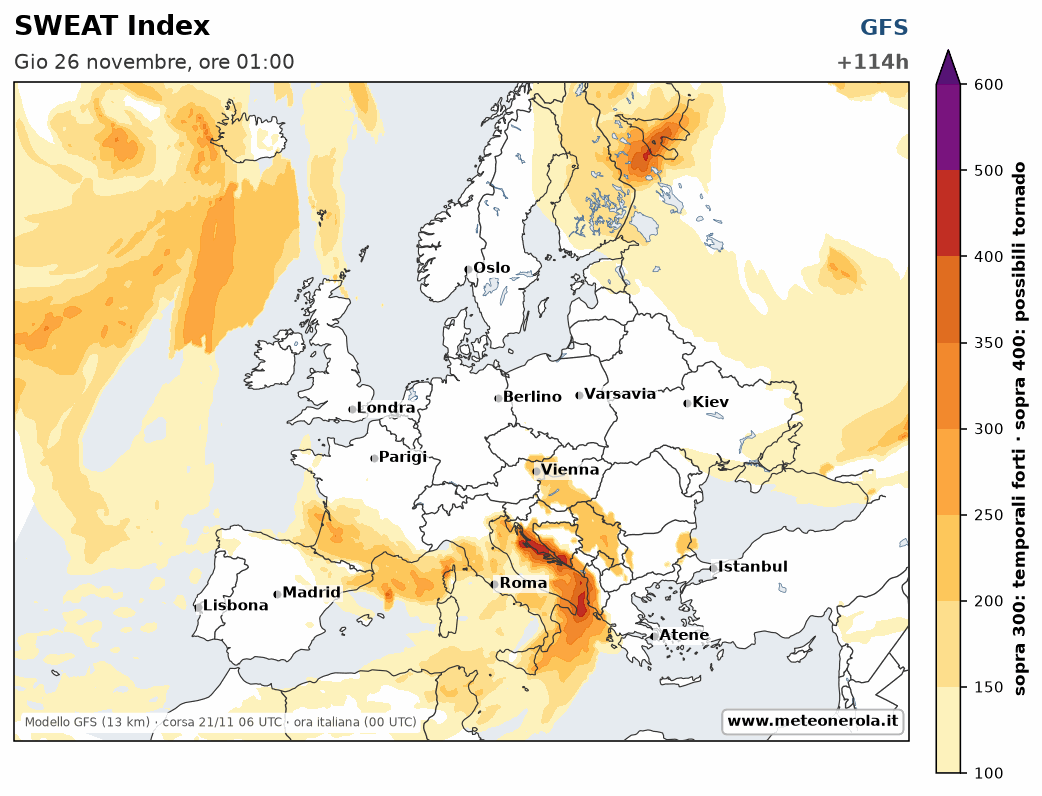 SWEAT Index
GFS
Gio 26 novembre, ore 01:00
+114h
600
500
400
350
300
250
200
150
100
sopra 300: temporali forti · sopra 400: possibili tornado
Oslo
Londra
Berlino
Varsavia
Kiev
Parigi
Vienna
Istanbul
Roma
Madrid
Lisbona
Atene
Modello GFS (13 km) · corsa 21/11 06 UTC · ora italiana (00 UTC)
www.meteonerola.it